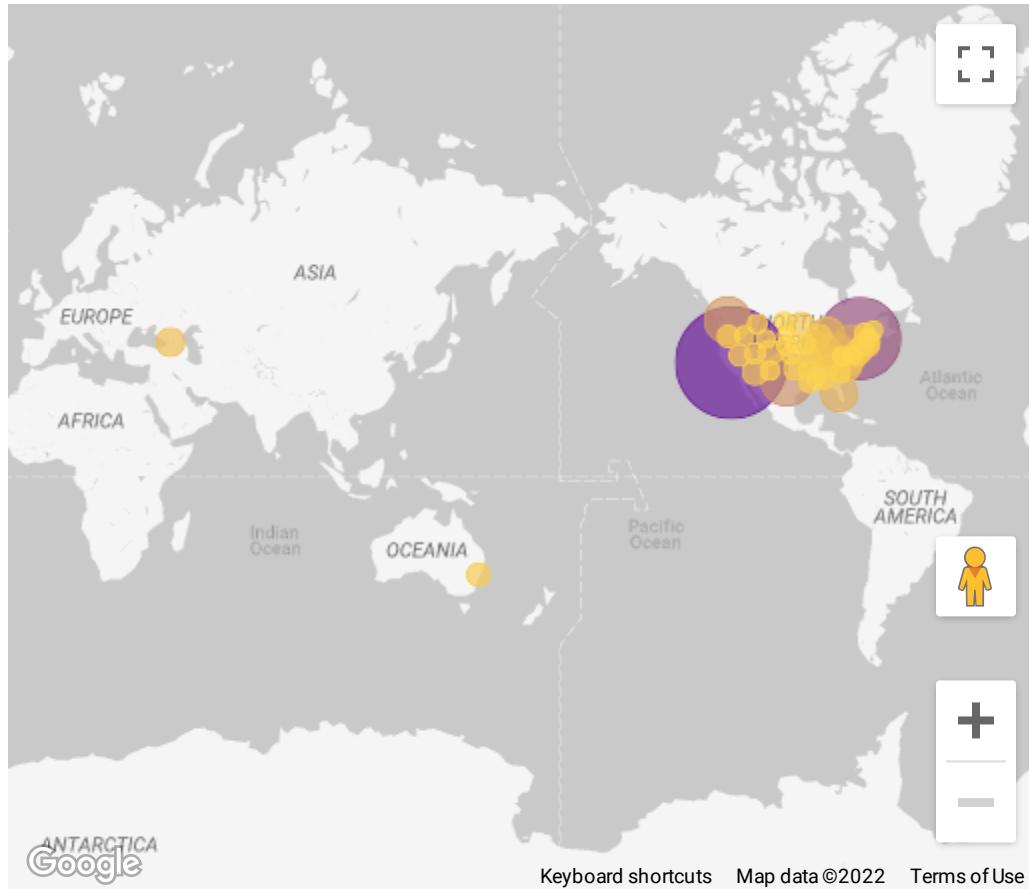 ASIA
EUROPE
NORTH
AFRICA
Atlantic
Ocean
SOUTH
AMERICA
Indian
Ocean
OCEANIA
Pacific
Ocean
ANTARCTICA
Google
Keyboard shortcuts Map data ©2022 Terms of Use